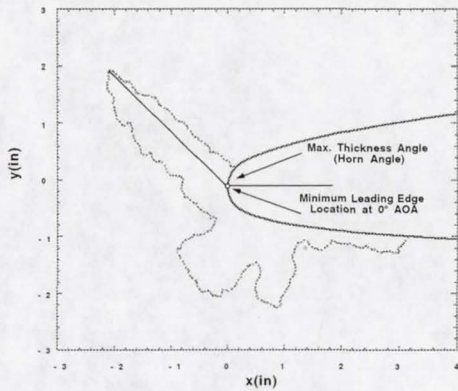 3
2
1
0
- 1
- 2
- 3
y(in)
Max. Thickness Angle
(Horn Angle)
Minimum Leading Edge
Location at 0° AOA
- 3
- 2
- 1
0
1
2
3
4
x(in)